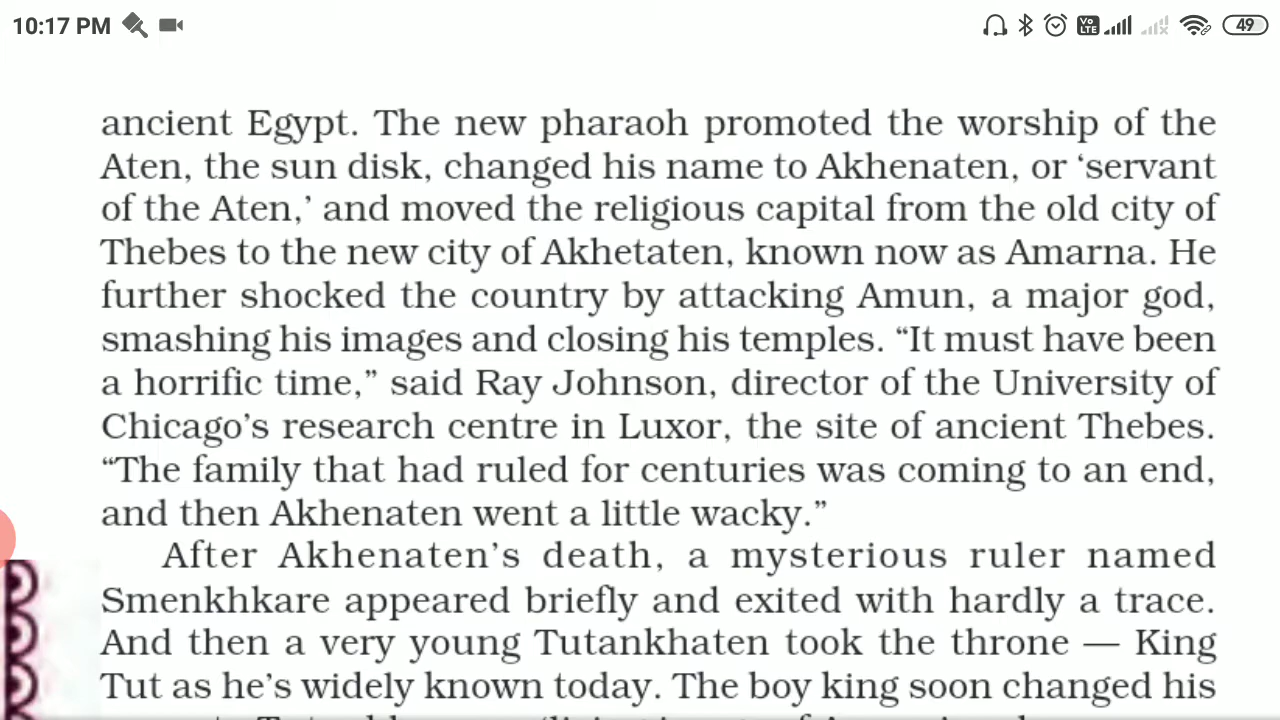 10:17 PM VoLTE 49
ancient Egypt. The new pharaoh promoted the worship of the
Aten, the sun disk, changed his name to Akhenaten, or ‘servant
of the Aten,’ and moved the religious capital from the old city of
Thebes to the new city of Akhetaten, known now as Amarna. He
further shocked the country by attacking Amun, a major god,
smashing his images and closing his temples. “It must have been
a horrific time,” said Ray Johnson, director of the University of
Chicago’s research centre in Luxor, the site of ancient Thebes.
“The family that had ruled for centuries was coming to an end,
and then Akhenaten went a little wacky.”
After Akhenaten’s death, a mysterious ruler named
Smenkhkare appeared briefly and exited with hardly a trace.
And then a very young Tutankhaten took the throne — King
Tut as he’s widely known today. The boy king soon changed his